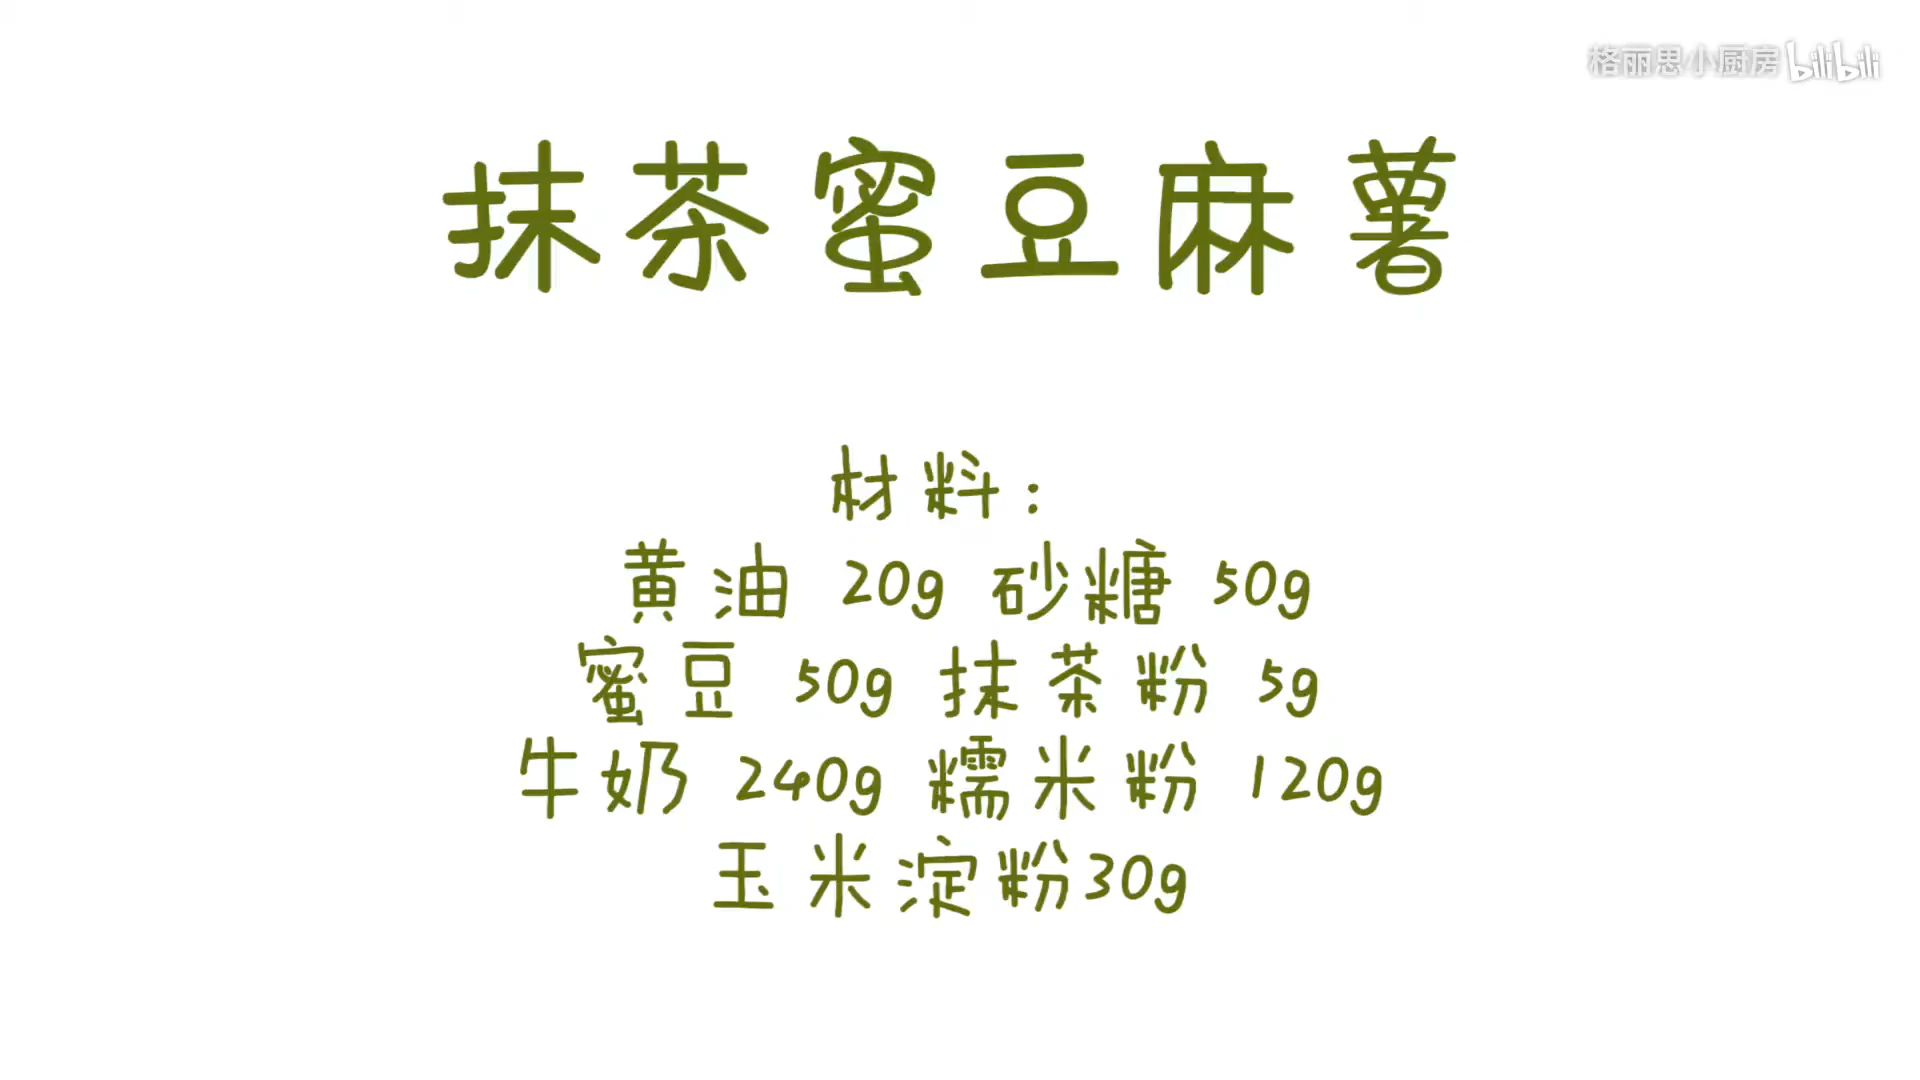 格丽思小厨房 bilibili
抹茶蜜豆麻薯
材料：
黄油 20g 砂糖 50g
蜜豆 50g 抹茶粉 5g
牛奶 240g 糯米粉 120g
玉米淀粉30g